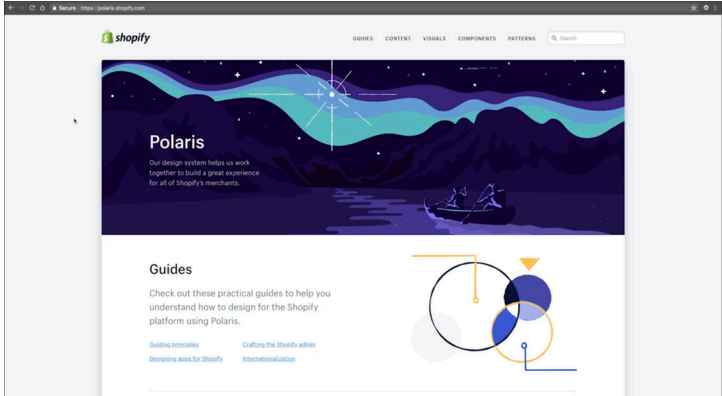 Secure https://polaris.shopify.com
shopify
GUIDES CONTENT VISUALS COMPONENTS PATTERNS Search
Polaris
Our design system helps us work
together to build a great experience
for all of Shopify's merchants.
Guides
Check out these practical guides to help you
understand how to design for the Shopify
platform using Polaris.
Guiding principles Crafting the Shopify admin
Designing apps for Shopify Internationalization